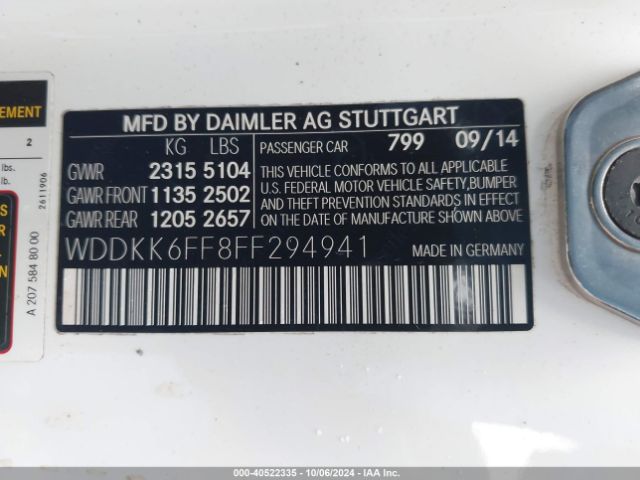 EMENT
2
lbs.
lb.
2611906
A 207 584 80 00
MFD BY DAIMLER AG STUTTGART
KG LBS PASSENGER CAR 799 09/14
GVWR 2315 5104
GAWR FRONT 1135 2502
GAWR REAR 1205 2657
THIS VEHICLE CONFORMS TO ALL APPLICABLE
U.S. FEDERAL MOTOR VEHICLE SAFETY,BUMPER
AND THEFT PREVENTION STANDARDS IN EFFECT
ON THE DATE OF MANUFACTURE SHOWN ABOVE
WDDKK6FF8FF294941 MADE IN GERMANY
000-40522335 - 10/06/2024 - IAA Inc.